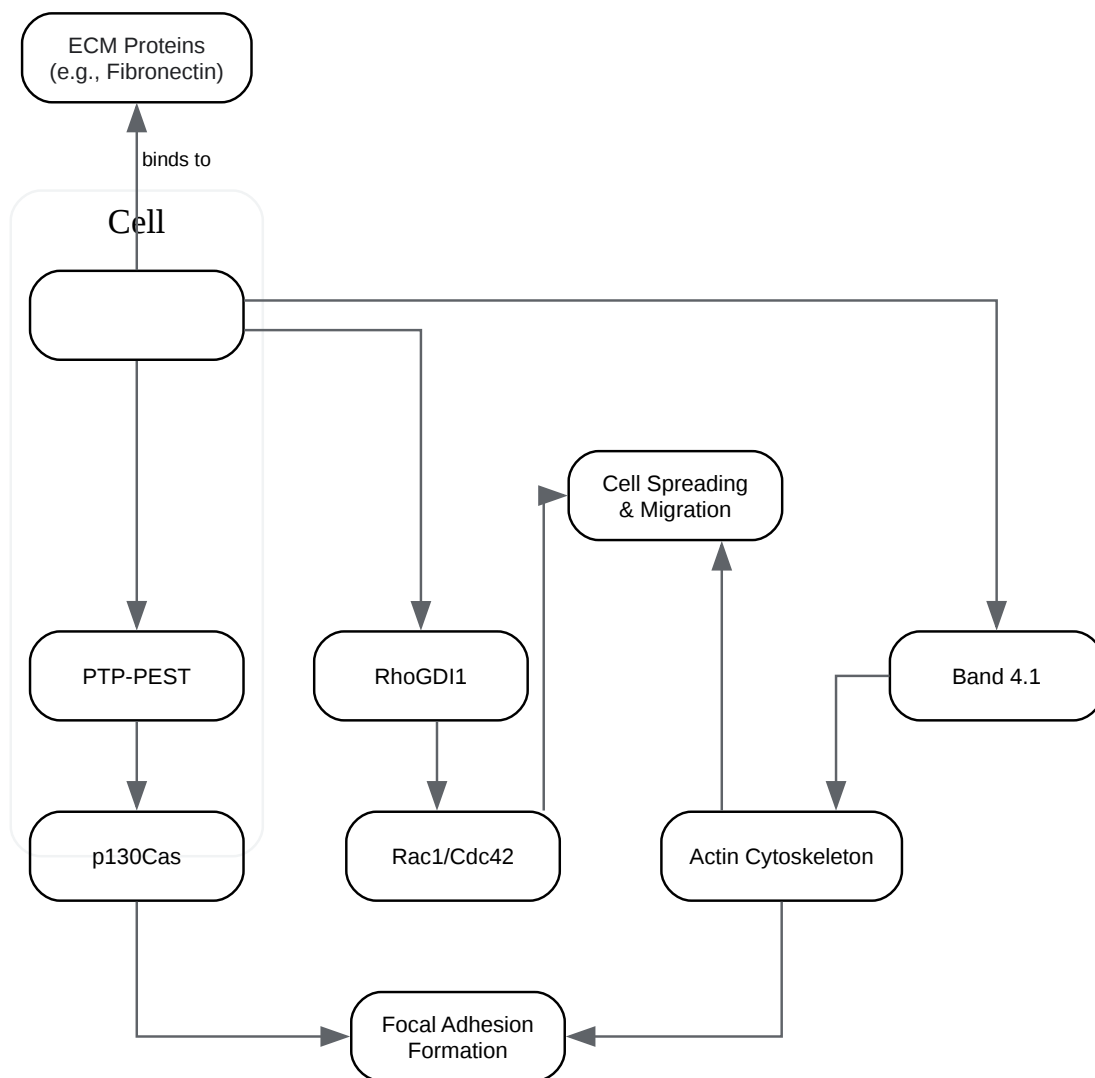 ECM Proteins
(e.g., Fibronectin)
binds to
Cell
Cell Spreading
& Migration
PTP-PEST
RhoGDI1
Band 4.1
p130Cas
Rac1/Cdc42
Actin Cytoskeleton
Focal Adhesion
Formation